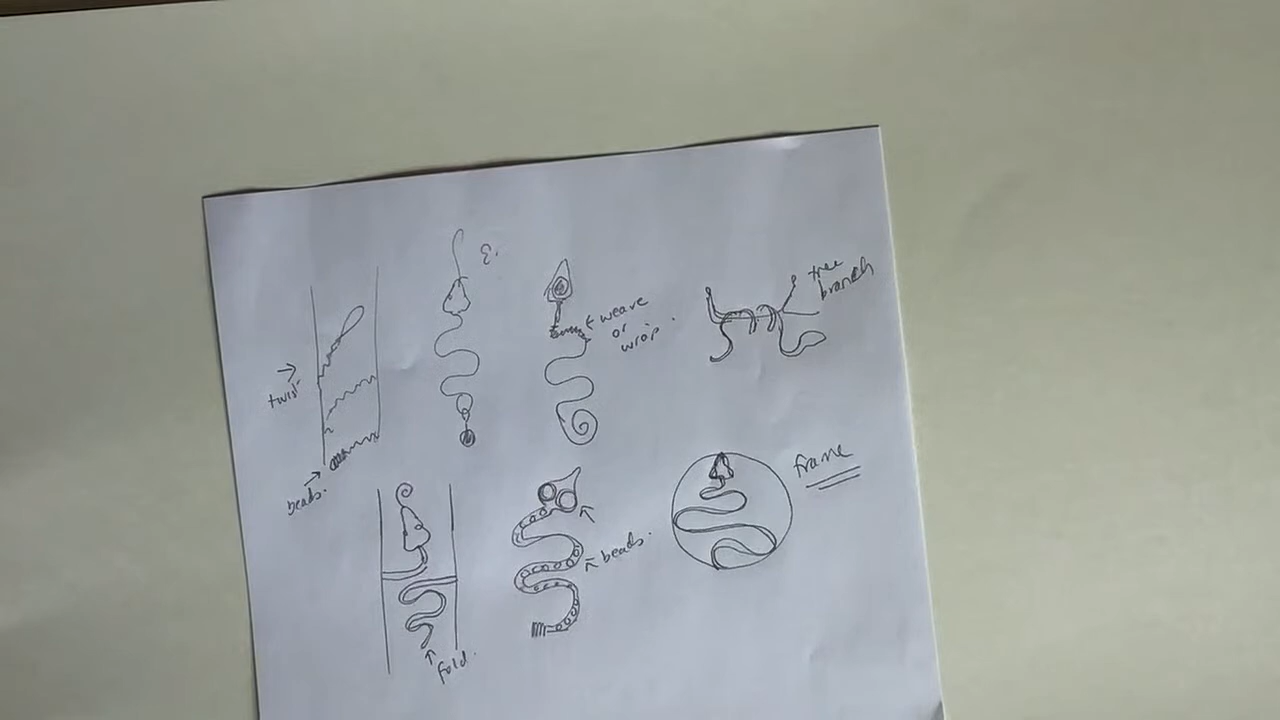 tree
branch
weave
or
wrap.
twist
beads.
frame
beads.
fold.